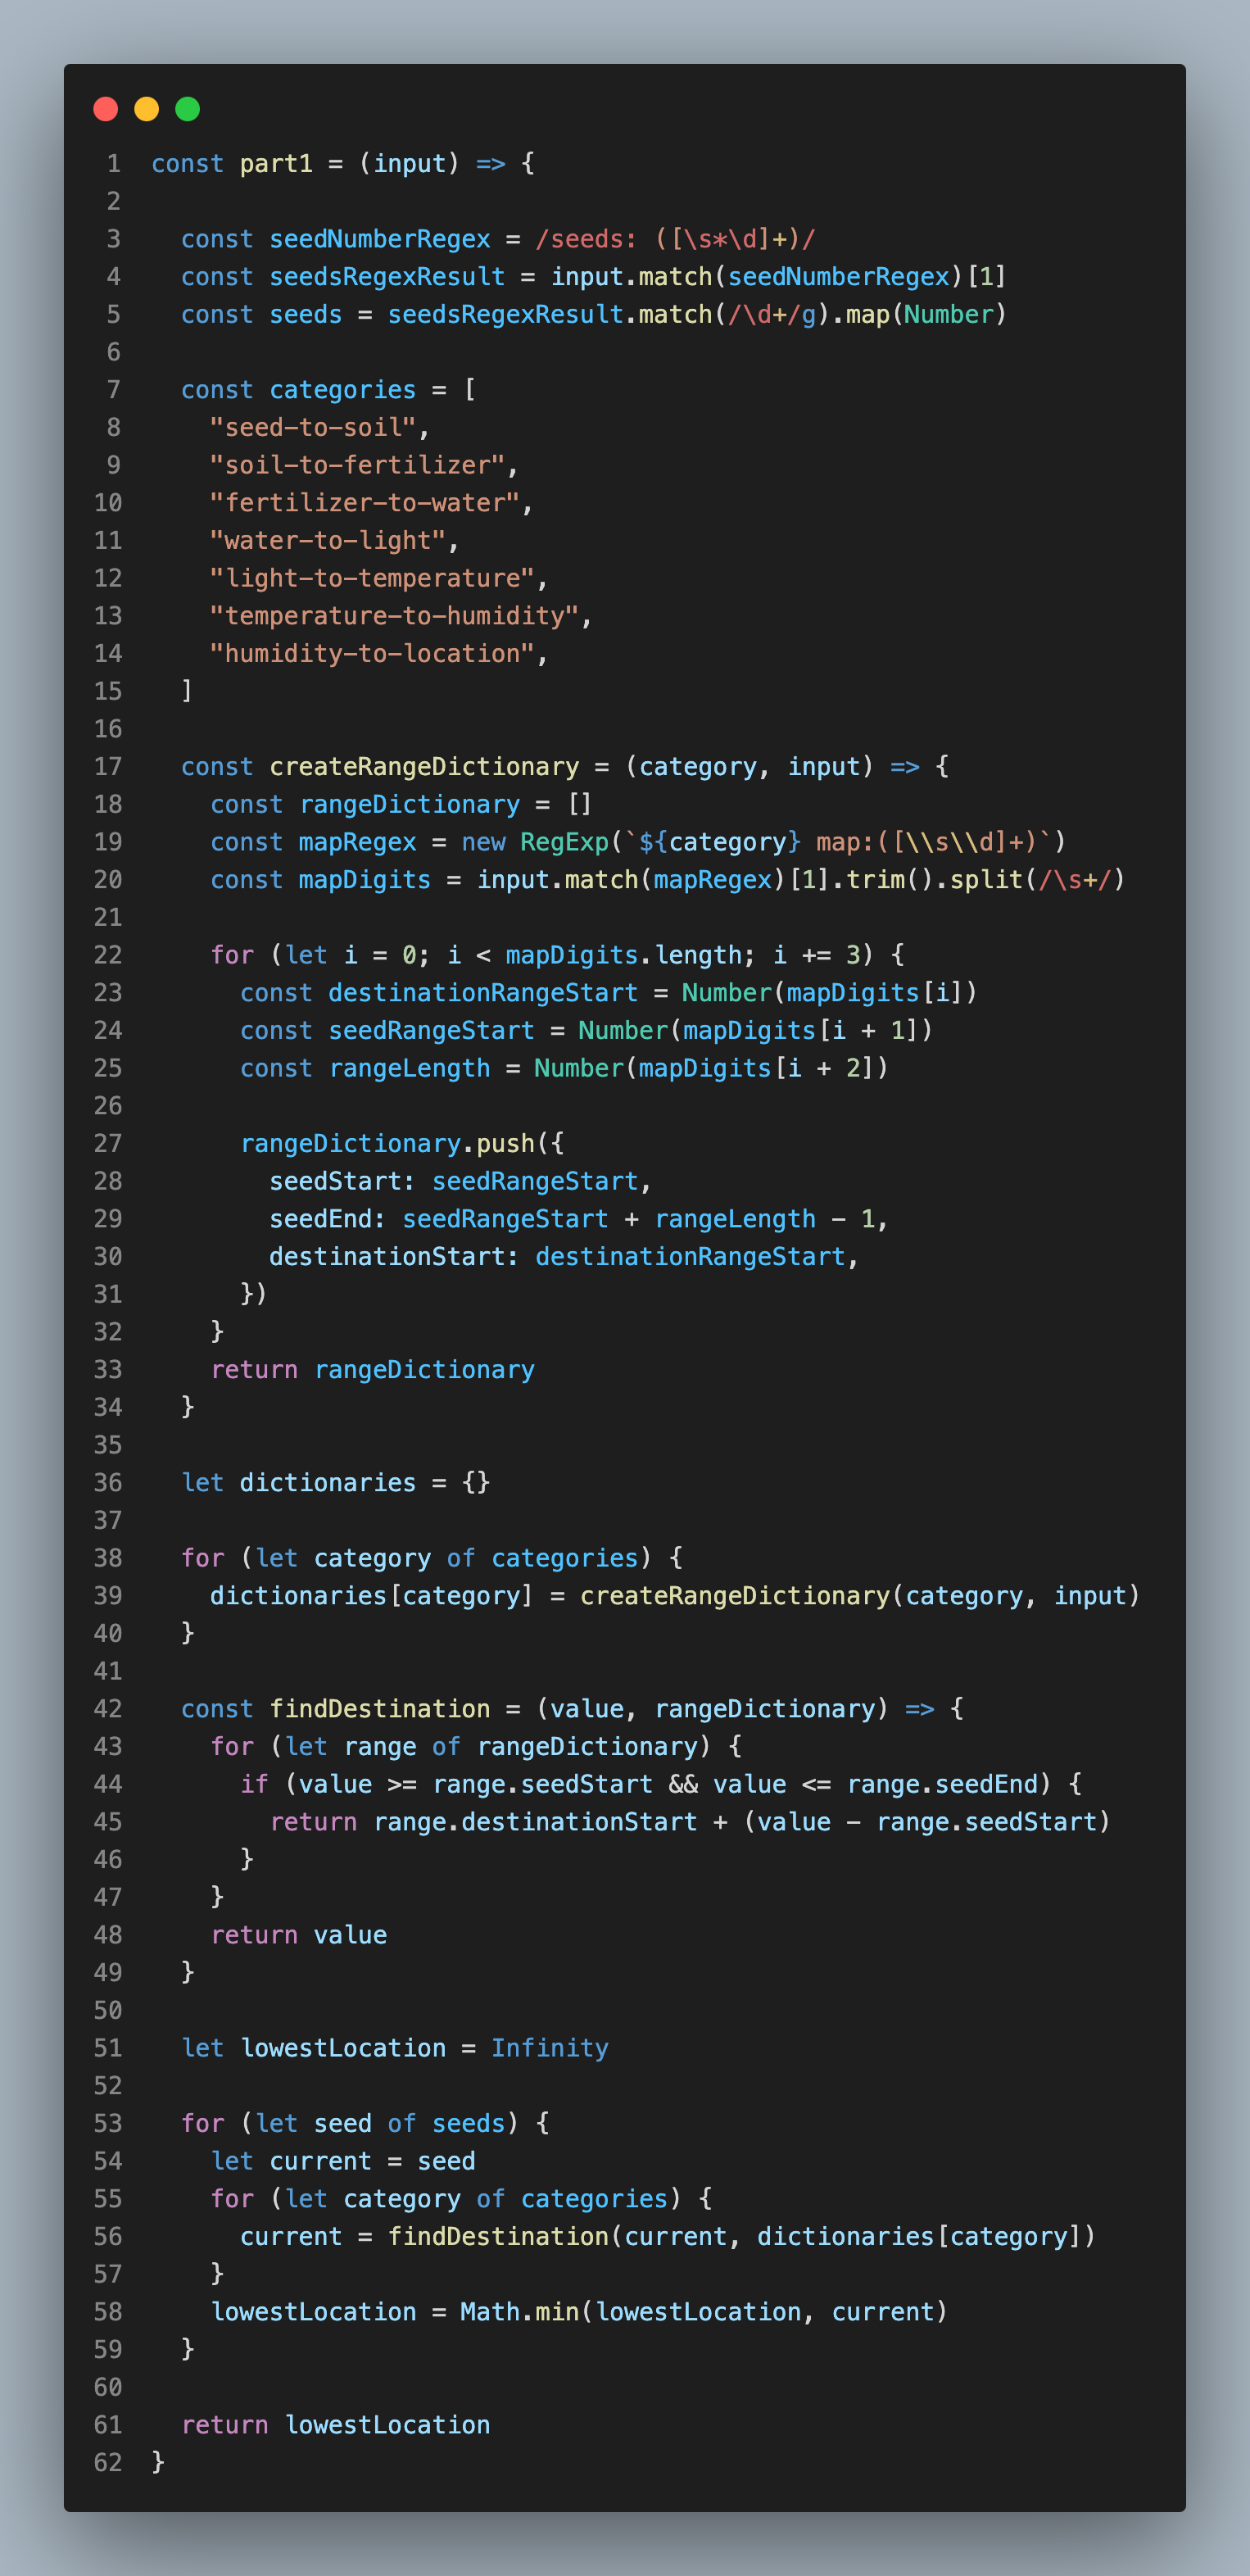 1 const part1 = (input) => {
2
3   const seedNumberRegex = /seeds: ([\s*\d]+)/
4   const seedsRegexResult = input.match(seedNumberRegex)[1]
5   const seeds = seedsRegexResult.match(/\d+/g).map(Number)
6
7   const categories = [
8     "seed-to-soil",
9     "soil-to-fertilizer",
10     "fertilizer-to-water",
11     "water-to-light",
12     "light-to-temperature",
13     "temperature-to-humidity",
14     "humidity-to-location",
15   ]
16
17   const createRangeDictionary = (category, input) => {
18     const rangeDictionary = []
19     const mapRegex = new RegExp(`${category} map:([\\s\\d]+)`)
20     const mapDigits = input.match(mapRegex)[1].trim().split(/\s+/)
21
22     for (let i = 0; i < mapDigits.length; i += 3) {
23       const destinationRangeStart = Number(mapDigits[i])
24       const seedRangeStart = Number(mapDigits[i + 1])
25       const rangeLength = Number(mapDigits[i + 2])
26
27       rangeDictionary.push({
28         seedStart: seedRangeStart,
29         seedEnd: seedRangeStart + rangeLength - 1,
30         destinationStart: destinationRangeStart,
31       })
32     }
33     return rangeDictionary
34   }
35
36   let dictionaries = {}
37
38   for (let category of categories) {
39     dictionaries[category] = createRangeDictionary(category, input)
40   }
41
42   const findDestination = (value, rangeDictionary) => {
43     for (let range of rangeDictionary) {
44       if (value >= range.seedStart && value <= range.seedEnd) {
45         return range.destinationStart + (value - range.seedStart)
46       }
47     }
48     return value
49   }
50
51   let lowestLocation = Infinity
52
53   for (let seed of seeds) {
54     let current = seed
55     for (let category of categories) {
56       current = findDestination(current, dictionaries[category])
57     }
58     lowestLocation = Math.min(lowestLocation, current)
59   }
60
61   return lowestLocation
62 }